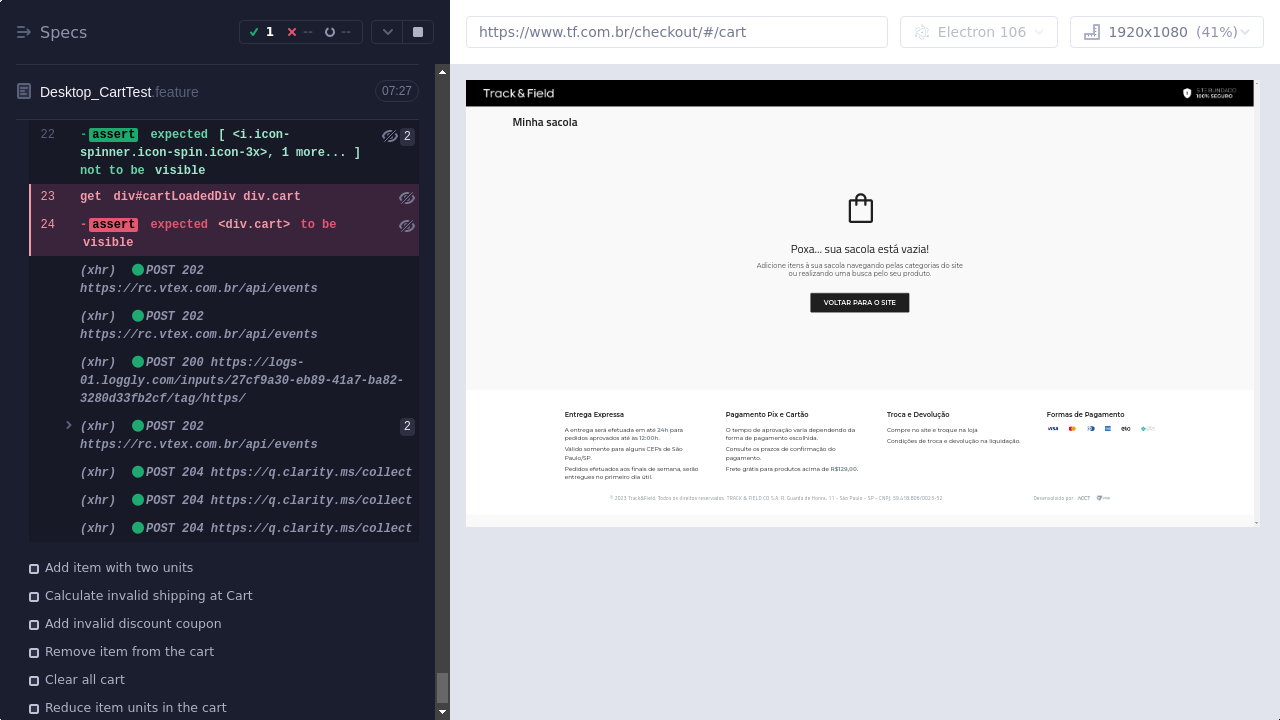 Specs
1
--
--
https://www.tf.com.br/checkout/#/cart
Electron 106
1920x1080 (41%)
Desktop_CartTest.feature
07:27
22 -assert expected [ <i.icon-
spinner.icon-spin.icon-3x>, 1 more... ]
not to be visible
2
23 get div#cartLoadedDiv div.cart
24 -assert expected <div.cart> to be
visible
(xhr) POST 202
https://rc.vtex.com.br/api/events
(xhr) POST 202
https://rc.vtex.com.br/api/events
(xhr) POST 200 https://logs-
01.loggly.com/inputs/27cf9a30-eb89-41a7-ba82-
3280d33fb2cf/tag/https/
(xhr) POST 202
https://rc.vtex.com.br/api/events
2
(xhr) POST 204 https://q.clarity.ms/collect
(xhr) POST 204 https://q.clarity.ms/collect
(xhr) POST 204 https://q.clarity.ms/collect
Add item with two units
Calculate invalid shipping at Cart
Add invalid discount coupon
Remove item from the cart
Clear all cart
Reduce item units in the cart
Track&Field
SITE BLINDADO
100% SEGURO
Minha sacola
Poxa... sua sacola está vazia!
Adicione itens à sua sacola navegando pelas categorias do site
ou realizando uma busca pelo seu produto.
VOLTAR PARA O SITE
Entrega Expressa
A entrega será efetuada em até 24h para
pedidos aprovados até às 12:00h.
Válido somente para alguns CEPs de São
Paulo/SP.
Pedidos efetuados aos finais de semana, serão
entregues no primeiro dia útil.
Pagamento Pix e Cartão
O tempo de aprovação varia dependendo da
forma de pagamento escolhida.
Consulte os prazos de confirmação do
pagamento.
Frete grátis para produtos acima de R$129,00.
Troca e Devolução
Compre no site e troque na loja
Condições de troca e devolução na liquidação.
Formas de Pagamento
VISA
elo
© 2023 Track&Field. Todos os direitos reservados. TRACK & FIELD CO S.A. R. Guarda de Honra, 11 - São Paulo - SP - CNPJ: 59.418.806/0023-52
Desenvolvido por
ACCT